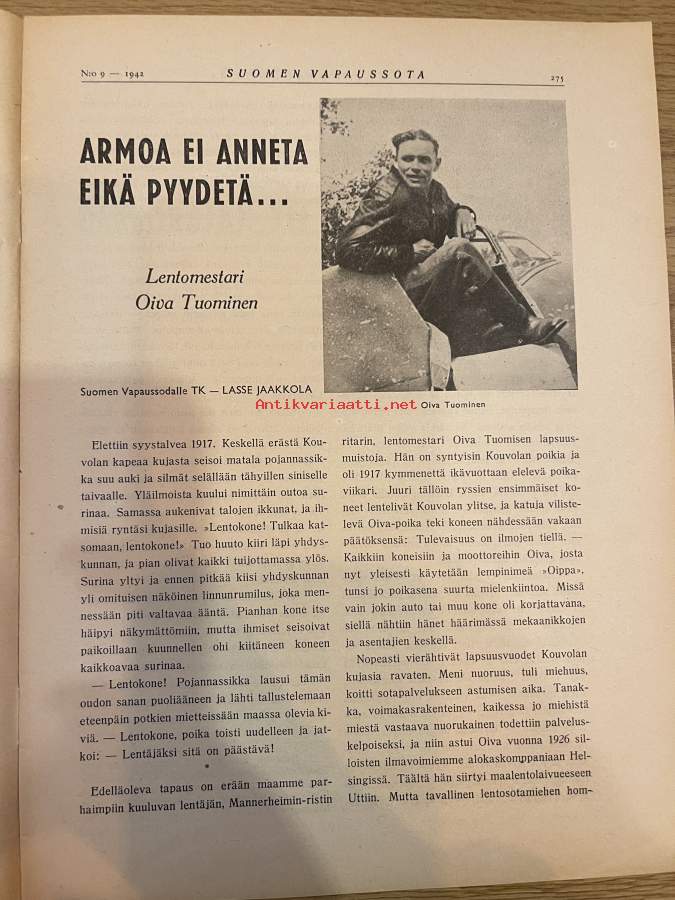 N:o 9 — 1942
SUOMEN VAPAUSSOTA
275
ARMOA EI ANNETA
EIKÄ PYYDETÄ...
Lentomestari
Oiva Tuominen
Suomen Vapaussodalle TK — LASSE JAAKKOLA
Antikvariaatti.net
Oiva Tuominen
Elettiin syystalvea 1917. Keskellä erästä Kou-
volan kapeaa kujasta seisoi matala pojannassik-
ka suu auki ja silmät selällään tähyillen siniselle
taivaalle. Yläilmoista kuului nimittäin outoa su-
rinaa. Samassa aukenivat talojen ikkunat, ja ih-
misiä ryntäsi kujasille. »Lentokone! Tulkaa kat-
somaan, lentokone!» Tuo huuto kiiri läpi yhdys-
kunnan, ja pian olivat kaikki tuijottamassa ylös.
Surina yltyi ja ennen pitkää kiisi yhdyskunnan
yli omituisen näköinen linnunrumilus, joka men-
nessään piti valtavaa ääntä. Pianhan kone itse
häipyi näkymättömiin, mutta ihmiset seisoivat
paikoillaan kuunnellen ohi kiitäneen koneen
kaikkoavaa surinaa.
— Lentokone! Pojannassikka lausui tämän
oudon sanan puoliääneen ja lähti tallustelemaan
eteenpäin potkien mietteissään maassa olevia ki-
viä. — Lentokone, poika toisti uudelleen ja jat-
koi: — Lentäjäksi sitä on päästävä!
*
Edelläoleva tapaus on erään maamme par-
haimpiin kuuluvan lentäjän, Mannerheimin-ristin
ritarin, lentomestari Oiva Tuomisen lapsuus-
muistoja. Hän on syntyisin Kouvolan poikia ja
oli 1917 kymmenettä ikävuottaan elelevä poika-
viikari. Juuri tällöin ryssien ensimmäiset ko-
neet lentelivät Kouvolan ylitse, ja katuja viliste-
levä Oiva-poika teki koneen nähdessään vakaan
päätöksensä: Tulevaisuus on ilmojen tiellä. —
Kaikkiin koneisiin ja moottoreihin Oiva, josta
nyt yleisesti käytetään lempinimeä »Oippa»,
tunsi jo poikasena suurta mielenkiintoa. Missä
vain jokin auto tai muu kone oli korjattavana,
siellä nähtiin hänet häärimässä mekaanikkojen
ja asentajien keskellä.
Nopeasti vierähtivät lapsuusvuodet Kouvolan
kujasia ravaten. Meni nuoruus, tuli miehuus,
koitti sotapalvelukseen astumisen aika. Tanak-
ka, voimakasrakenteinen, kaikessa jo miehistä
miestä vastaava nuorukainen todettiin palvelus-
kelpoiseksi, ja niin astui Oiva vuonna 1926 sil-
loisten ilmavoimiemme alokaskomppaniaan Hel-
singissä. Täältä hän siirtyi maalentolaivueeseen
Uttiin. Mutta tavallinen lentosotamiehen hom-